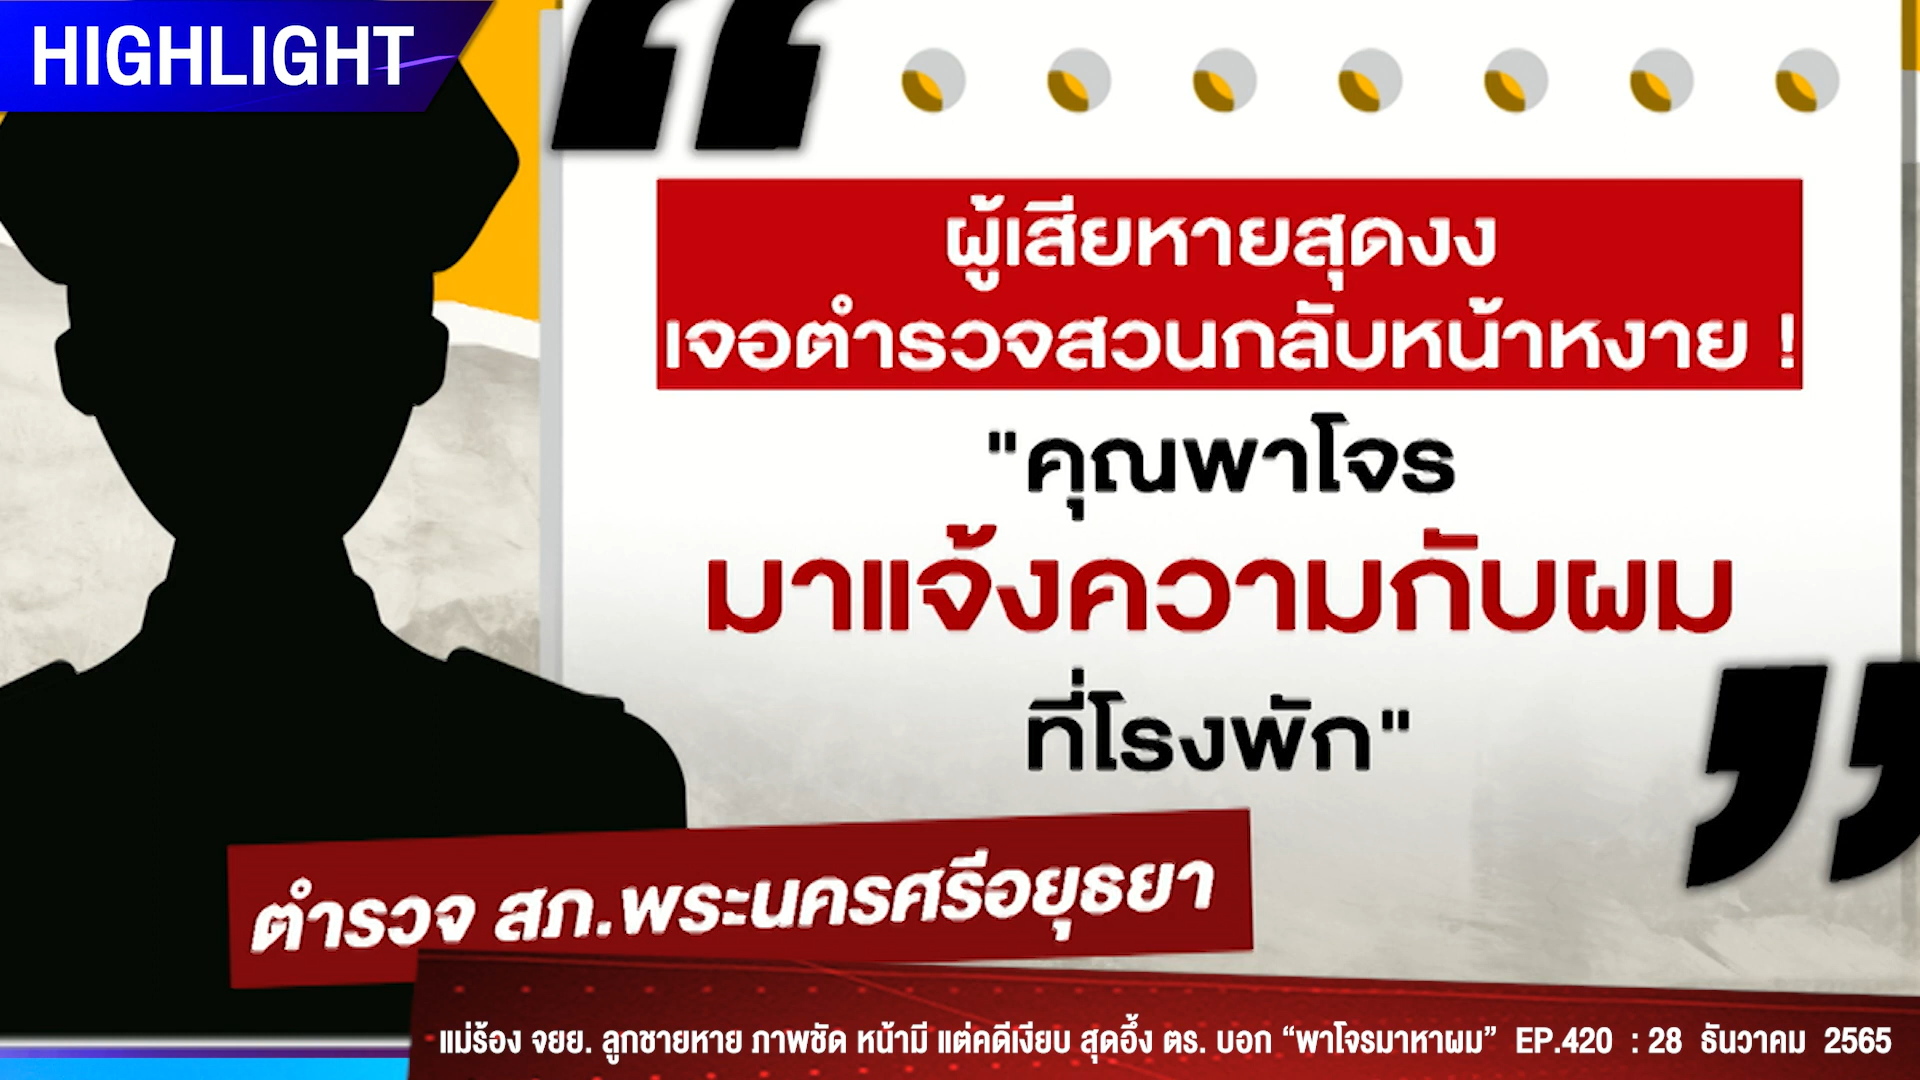 HIGHLIGHT
ผู้เสียหายสุดงง
เจอตำรวจสวนกลับหน้าหงาย !
"คุณพาโจร
มาแจ้งความกับผม
ที่โรงพัก"
ตำรวจ สภ.พระนครศรีอยุธยา
แม่ร้อง จยย. ลูกชายหาย ภาพชัด หน้ามี แต่คดีเงียบ สุดอึ้ง ตร. บอก “พาโจรมาหาผม” EP.420 : 28 ธันวาคม 2565